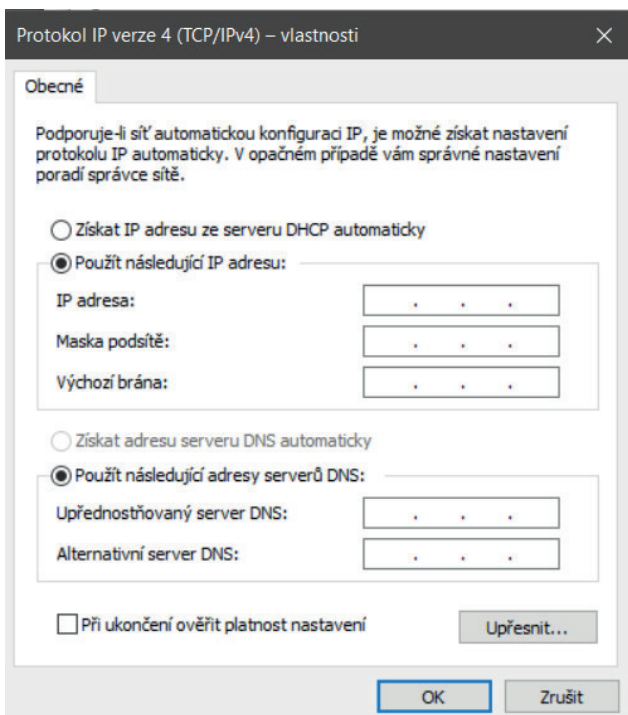 Protokol IP verze 4 (TCP/IPv4) – vlastnosti
Obecné
Podporuje-li síť automatickou konfiguraci IP, je možné získat nastavení
protokolu IP automaticky. V opačném případě vám správné nastavení
poradí správce sítě.
Získat IP adresu ze serveru DHCP automaticky
Použít následující IP adresu:
IP adresa:
Maska podsítě:
Výchozí brána:
Získat adresu serveru DNS automaticky
Použít následující adresy serverů DNS:
Upřednostňovaný server DNS:
Alternativní server DNS:
Při ukončení ověřit platnost nastavení
Upřesnit...
OK
Zrušit